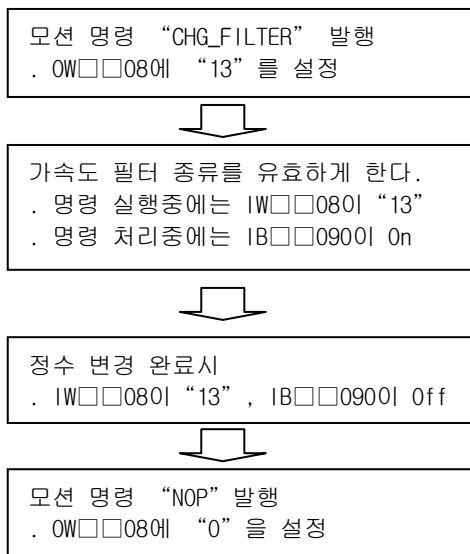 모션 명령 “CHG_FILTER” 발행
. OW□□08에 “13”를 설정
가속도 필터 종류를 유효하게 한다.
. 명령 실행중에는 IW□□08이“13”
. 명령 처리중에는 IB□□090이 On
정수 변경 완료시
. IW□□08이“13”, IB□□090이 Off
모션 명령 “NOP”발행
. OW□□08에 “0”을 설정